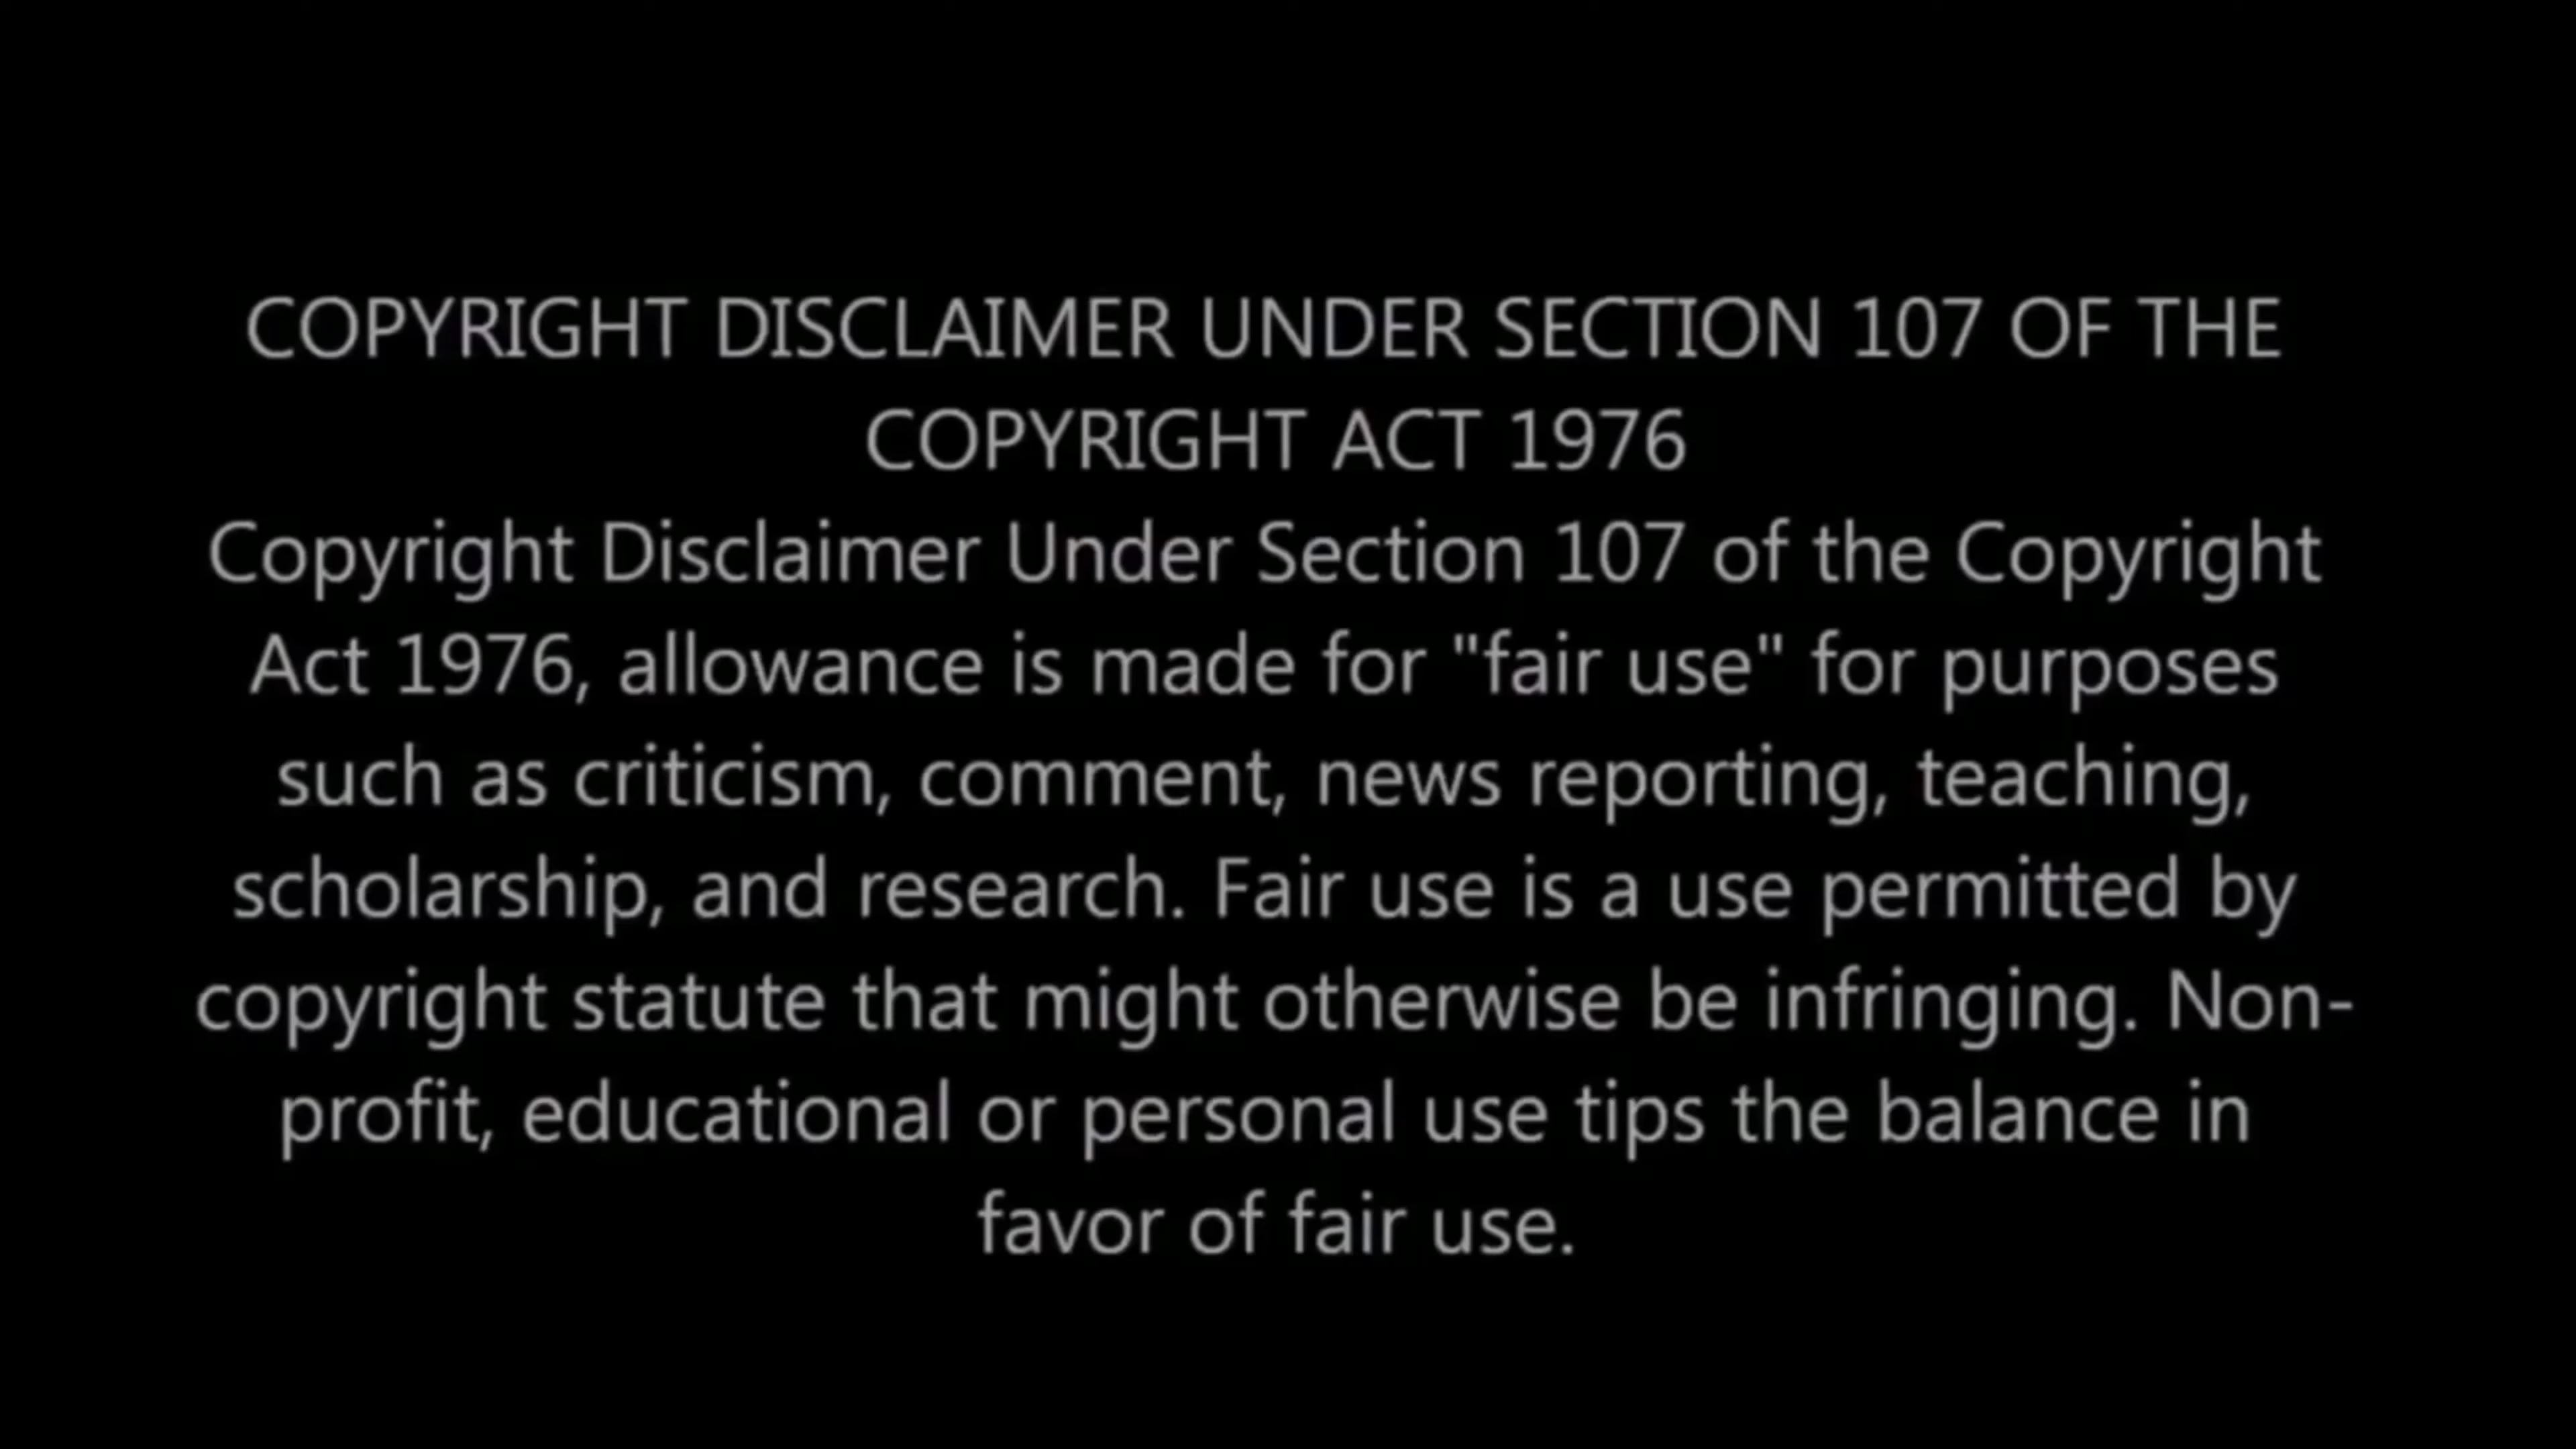 COPYRIGHT DISCLAIMER UNDER SECTION 107 OF THE
COPYRIGHT ACT 1976
Copyright Disclaimer Under Section 107 of the Copyright
Act 1976, allowance is made for "fair use" for purposes
such as criticism, comment, news reporting, teaching,
scholarship, and research. Fair use is a use permitted by
copyright statute that might otherwise be infringing. Non-
profit, educational or personal use tips the balance in
favor of fair use.